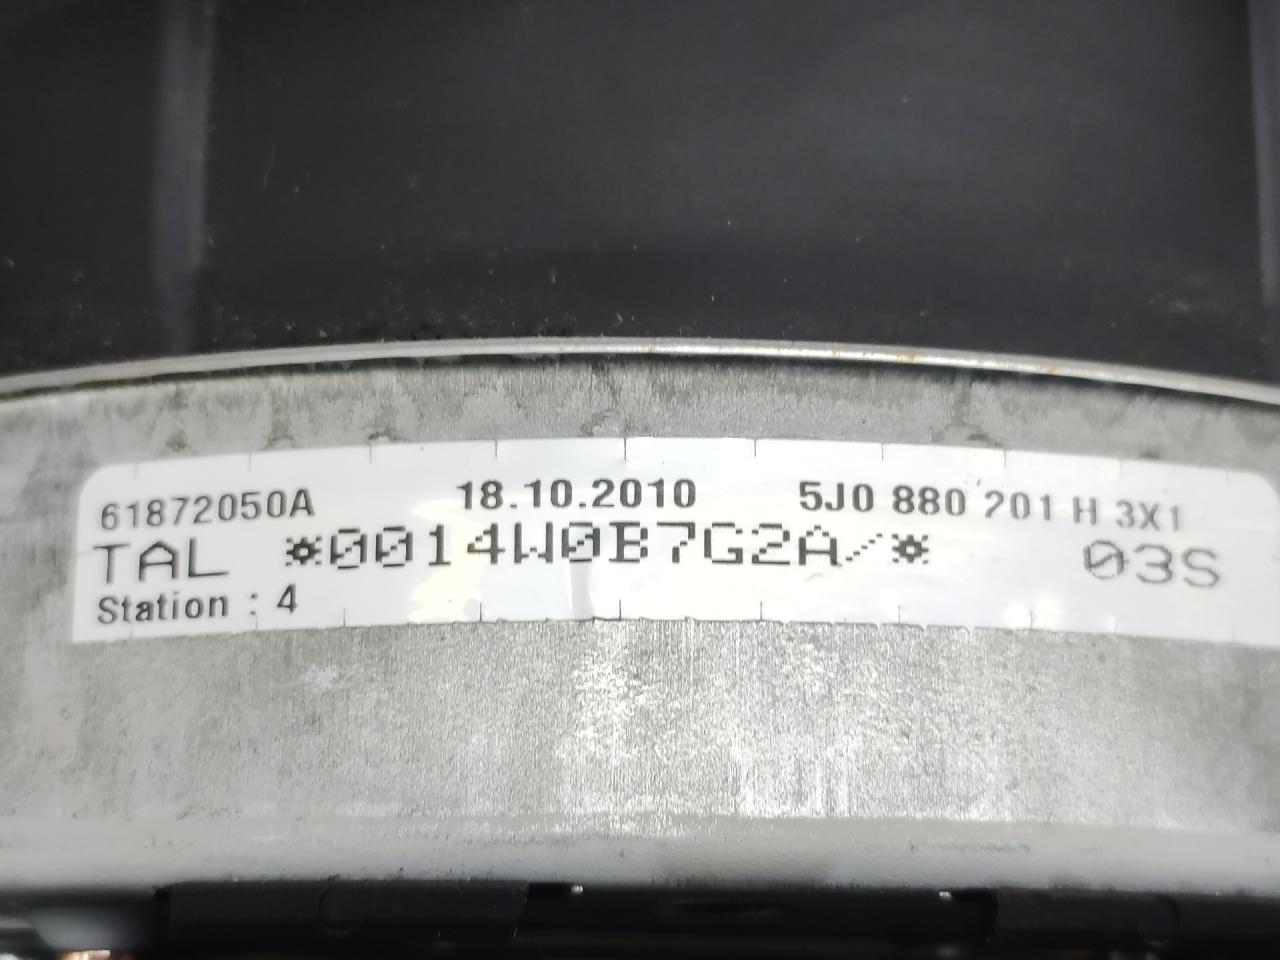 61872050A 18.10.2010 5J0 880 201 H 3X1
TAL *0014W0B7G2A/* 03S
Station : 4